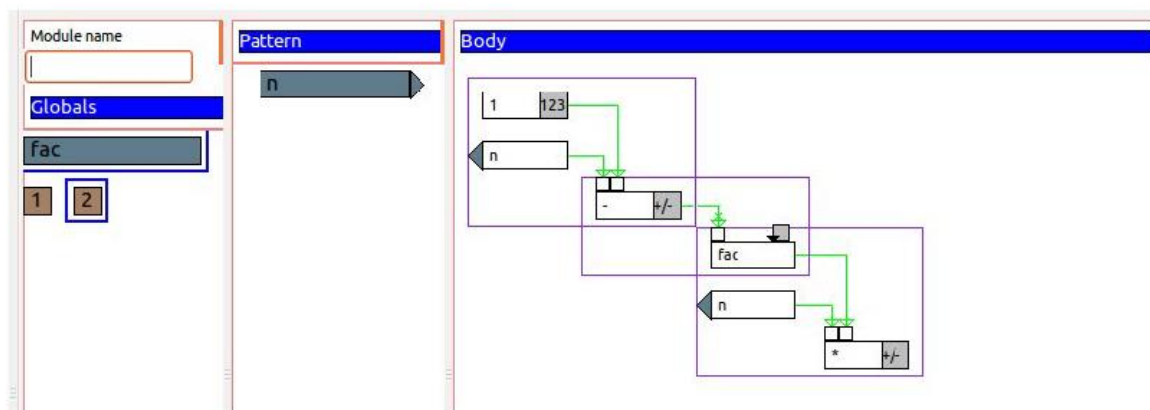 Module name
Globals
fac
1 2
Pattern
n
Body
1 123
n
- +/-
fac
n
* +/-